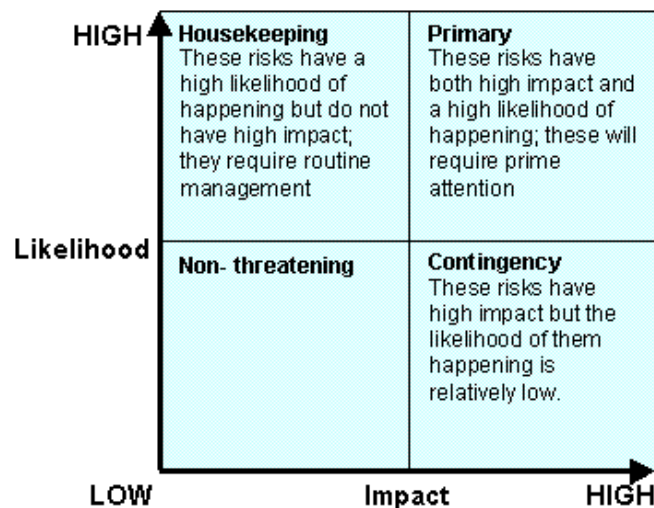 HIGH
Housekeeping
These risks have a
high likelihood of
happening but do not
have high impact;
they require routine
management
Primary
These risks have
both high impact and
a high likelihood of
happening; these will
require prime
attention
Likelihood
Non- threatening
Contingency
These risks have
high impact but the
likelihood of them
happening is
relatively low.
LOW
Impact
HIGH